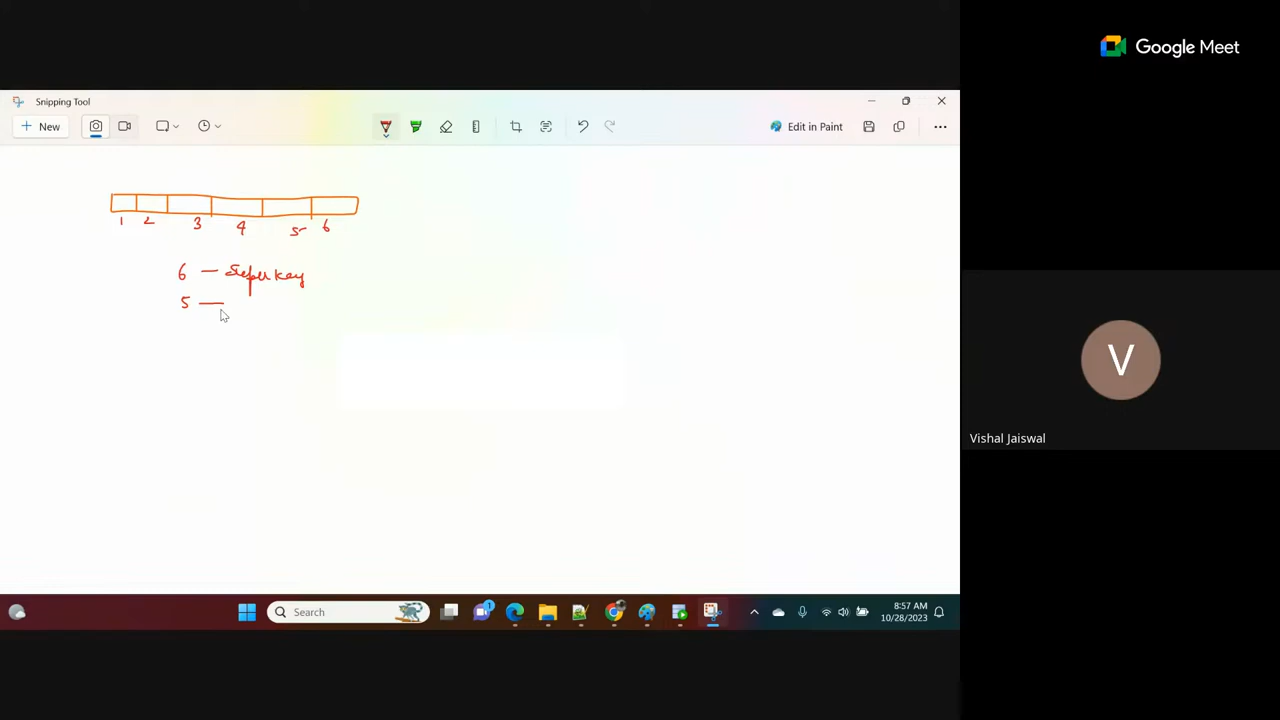 Google Meet
Snipping Tool
New
Edit in Paint
1 2 3 4 5 6
6 — Super key
5 —
V
Vishal Jaiswal
Search
1
8:57 AM
10/28/2023